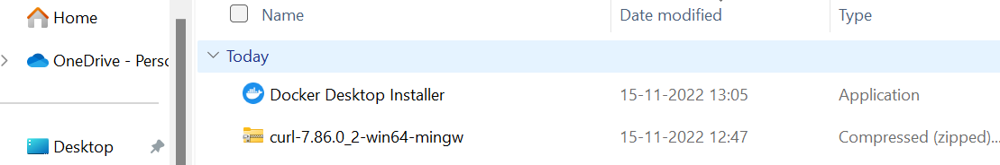 Home
OneDrive - Perso
Desktop
Name Date modified Type
Today
Docker Desktop Installer 15-11-2022 13:05 Application
curl-7.86.0_2-win64-mingw 15-11-2022 12:47 Compressed (zipped)...